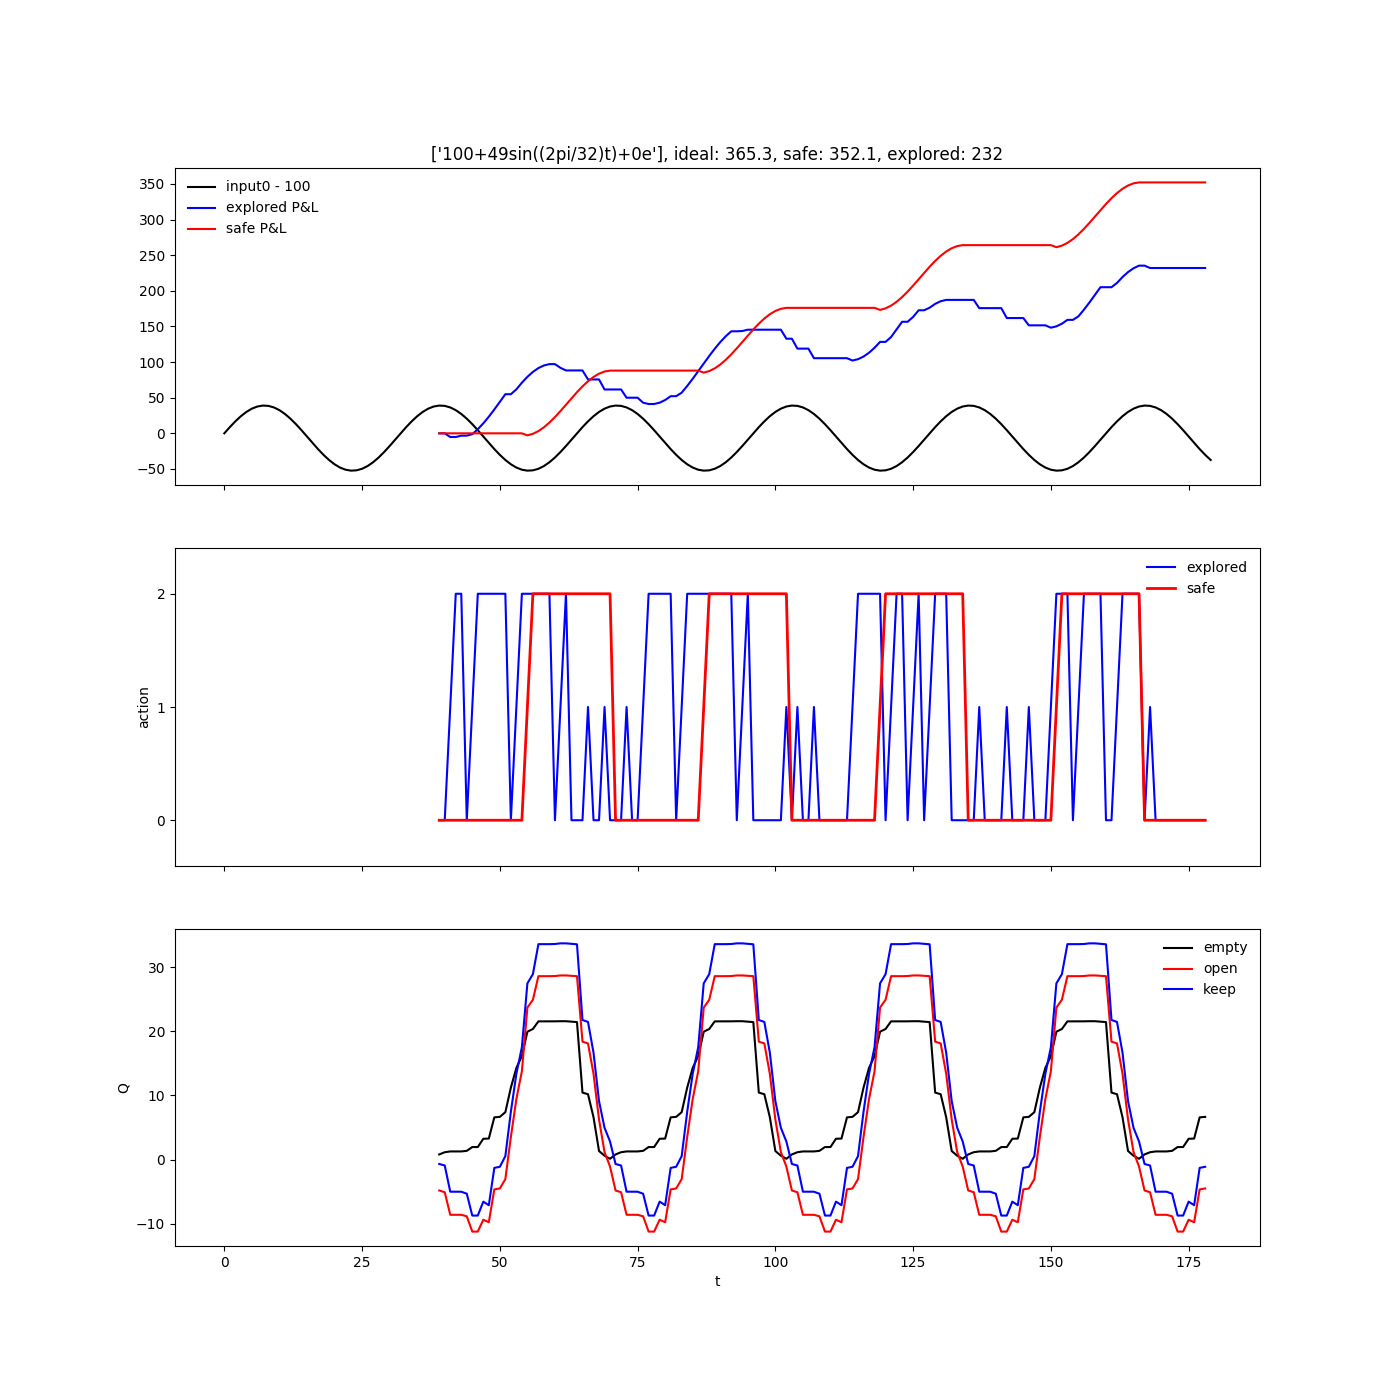 ['100+49sin((2pi/32)t)+0e'], ideal: 365.3, safe: 352.1, explored: 232
350
300
250
200
150
100
50
0
−50
input0 - 100
explored P&L
safe P&L
action
2
1
0
explored
safe
Q
30
20
10
0
−10
empty
open
keep
0 25 50 75 100 125 150 175
t